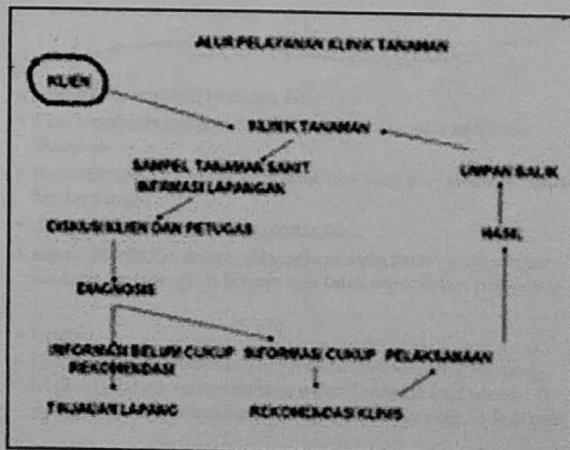 ALUR PELAYANAN KLINIK TANAMAN
KLIEN
KLINIK TANAMAN
SAMPEL TANAMAN SAKIT
INFIRMASI LAPANGAN
UMPAN BALIK
DISKUSI KLIEN DAN PETUGAS
HASIL
DIAGNOSIS
INFORMASI BELUM CUKUP
REKOMENDASI
INFORMASI CUKUP
PELAKSANAAN
TINJAUAN LAPANG
REKOMENDASI KLINIS